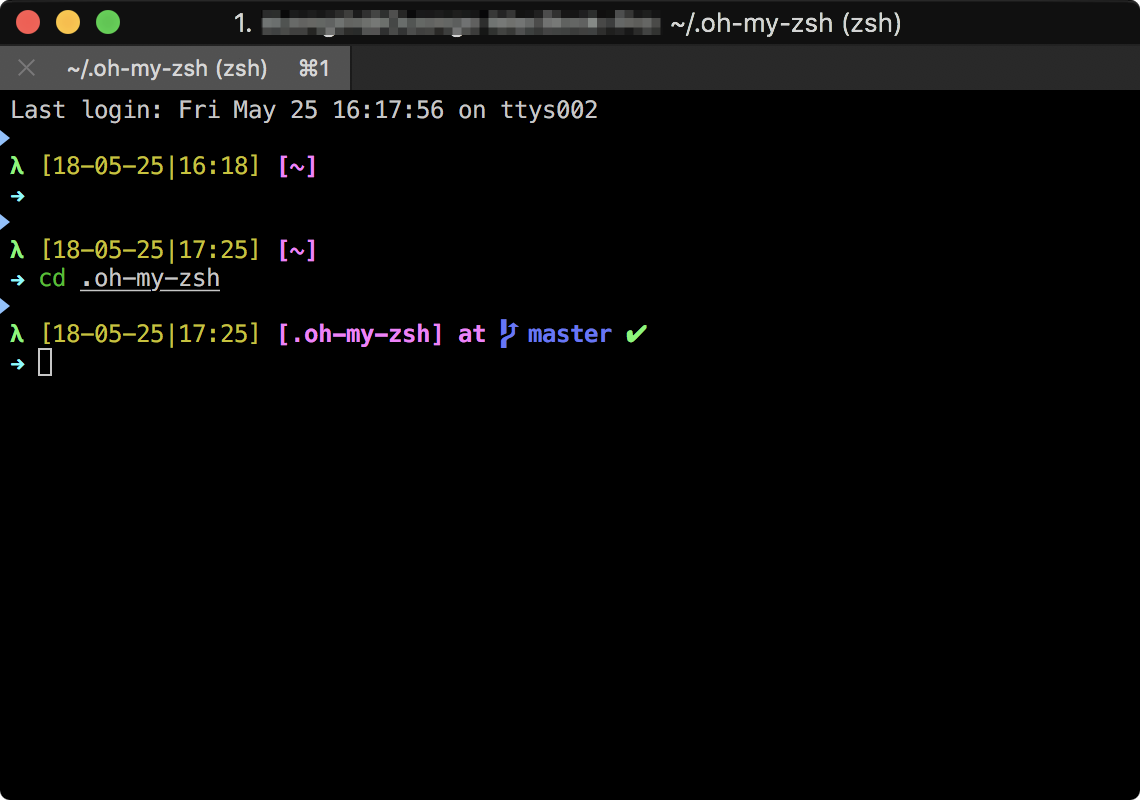 1. ~/.oh-my-zsh (zsh)
~/.oh-my-zsh (zsh) ⌘1
Last login: Fri May 25 16:17:56 on ttys002
λ [18-05-25|16:18] [~]
➜
λ [18-05-25|17:25] [~]
➜ cd .oh-my-zsh
λ [18-05-25|17:25] [.oh-my-zsh] at master ✔
➜